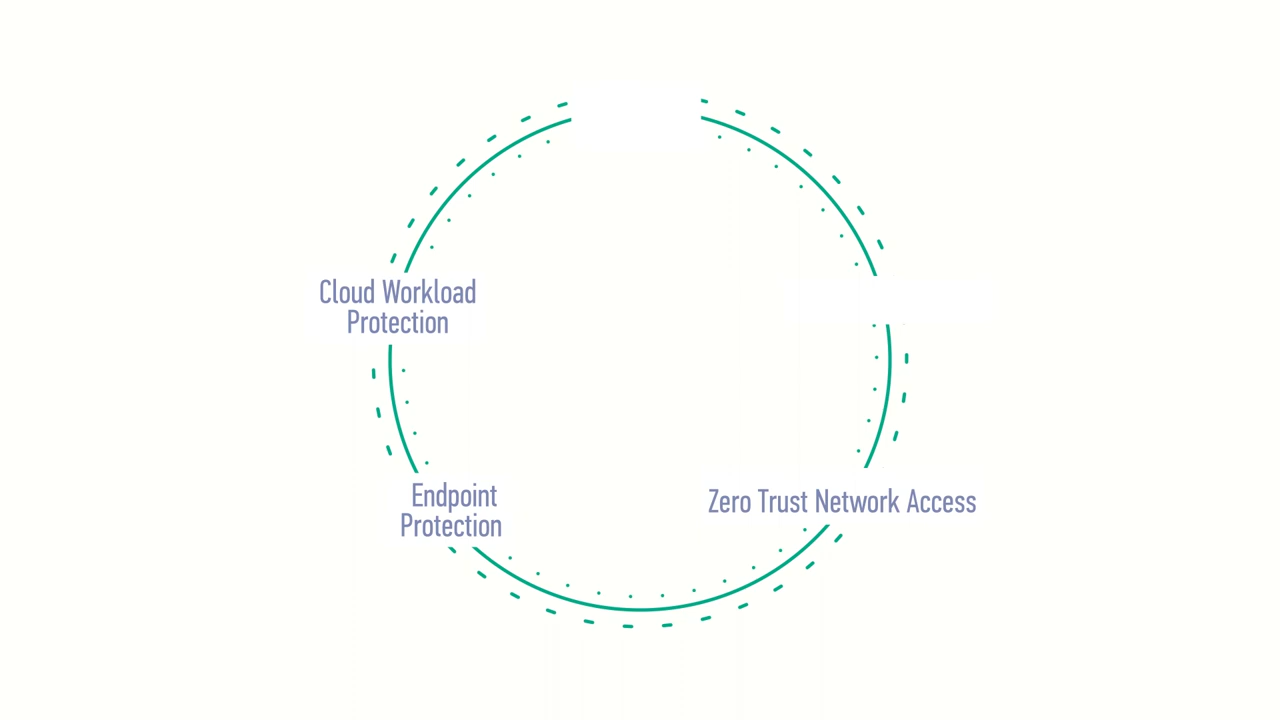 Cloud Workload
Protection
Endpoint
Protection
Zero Trust Network Access